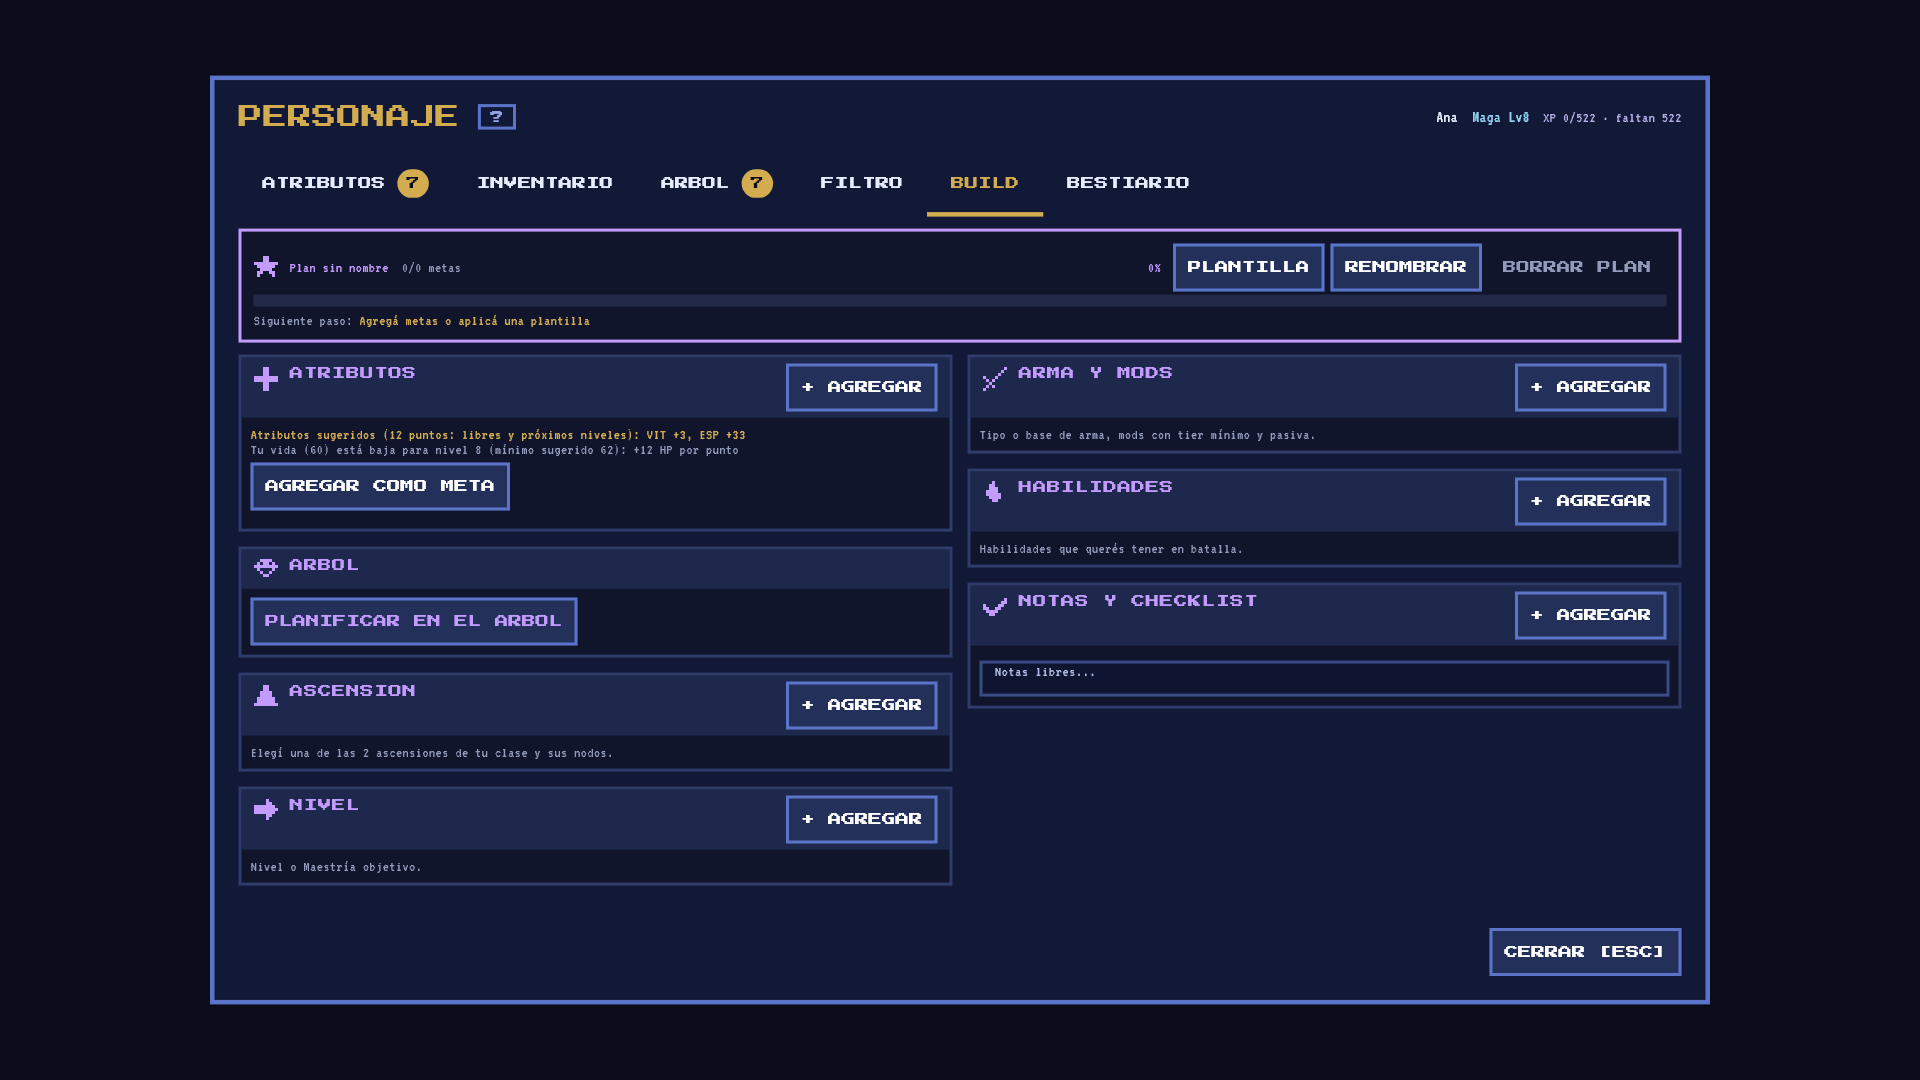 PERSONAJE ?
Ana Maga Lv8 XP 0/522 · faltan 522
ATRIBUTOS 7 INVENTARIO ARBOL 7 FILTRO BUILD BESTIARIO
Plan sin nombre 0/0 metas 0% PLANTILLA RENOMBRAR BORRAR PLAN
Siguiente paso: Agregá metas o aplicá una plantilla
ATRIBUTOS + AGREGAR
Atributos sugeridos (12 puntos: libres y próximos niveles): VIT +3, ESP +33
Tu vida (60) está baja para nivel 8 (mínimo sugerido 62): +12 HP por punto
AGREGAR COMO META
ARBOL
PLANIFICAR EN EL ARBOL
ASCENSION + AGREGAR
Elegí una de las 2 ascensiones de tu clase y sus nodos.
NIVEL + AGREGAR
Nivel o Maestría objetivo.
ARMA Y MODS + AGREGAR
Tipo o base de arma, mods con tier mínimo y pasiva.
HABILIDADES + AGREGAR
Habilidades que querés tener en batalla.
NOTAS Y CHECKLIST + AGREGAR
Notas libres...
CERRAR [ESC]